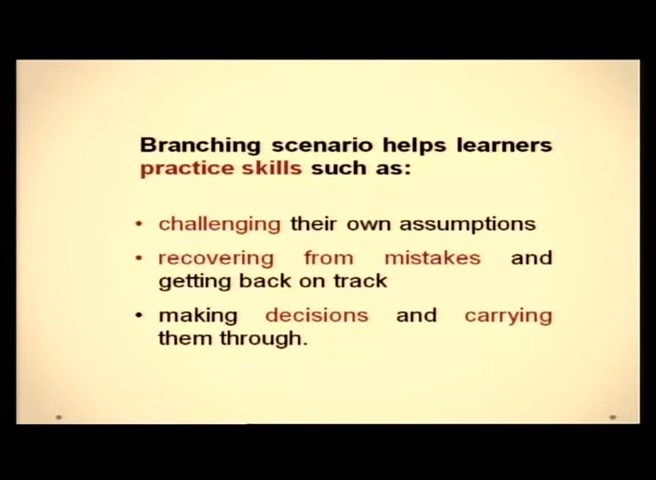 Branching scenario helps learners
practice skills such as:
• challenging their own assumptions
• recovering from mistakes and
getting back on track
• making decisions and carrying
them through.